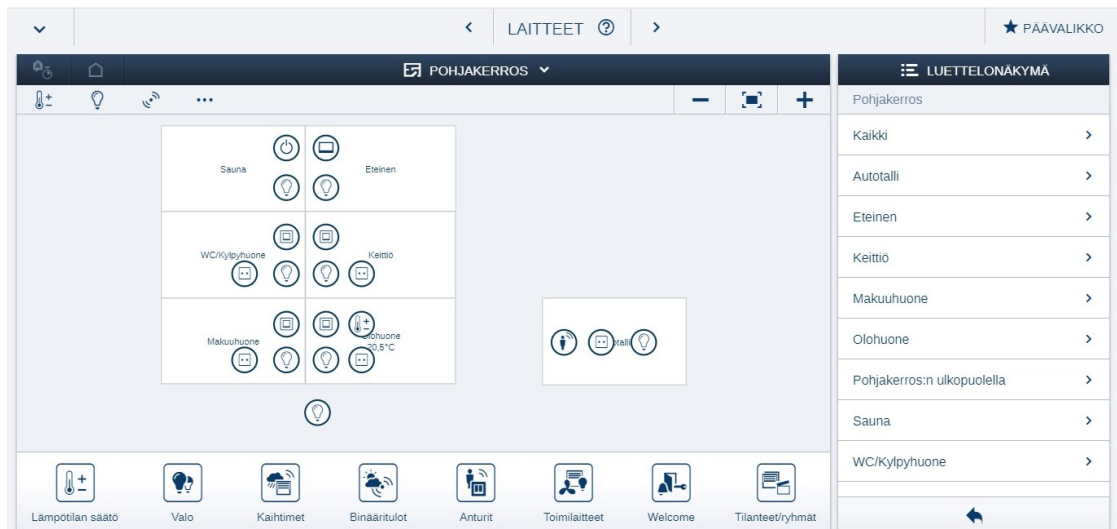 LAITTEET
PÄÄVALIKKO
POHJAKERROS
LUETTELONÄKYMÄ
Pohjakerros
Kaikki
Autotalli
Eteinen
Keittiö
Makuuhuone
Olohuone
Pohjakerros:n ulkopuolella
Sauna
WC/Kylpyhuone
Sauna
Eteinen
WC/Kylpyhuone
Keittiö
Makuuhuone
20,5°C
Lämpötilan säätö
Valo
Kaihtimet
Binääritulot
Anturit
Toimilaitteet
Welcome
Tilanteet/ryhmät